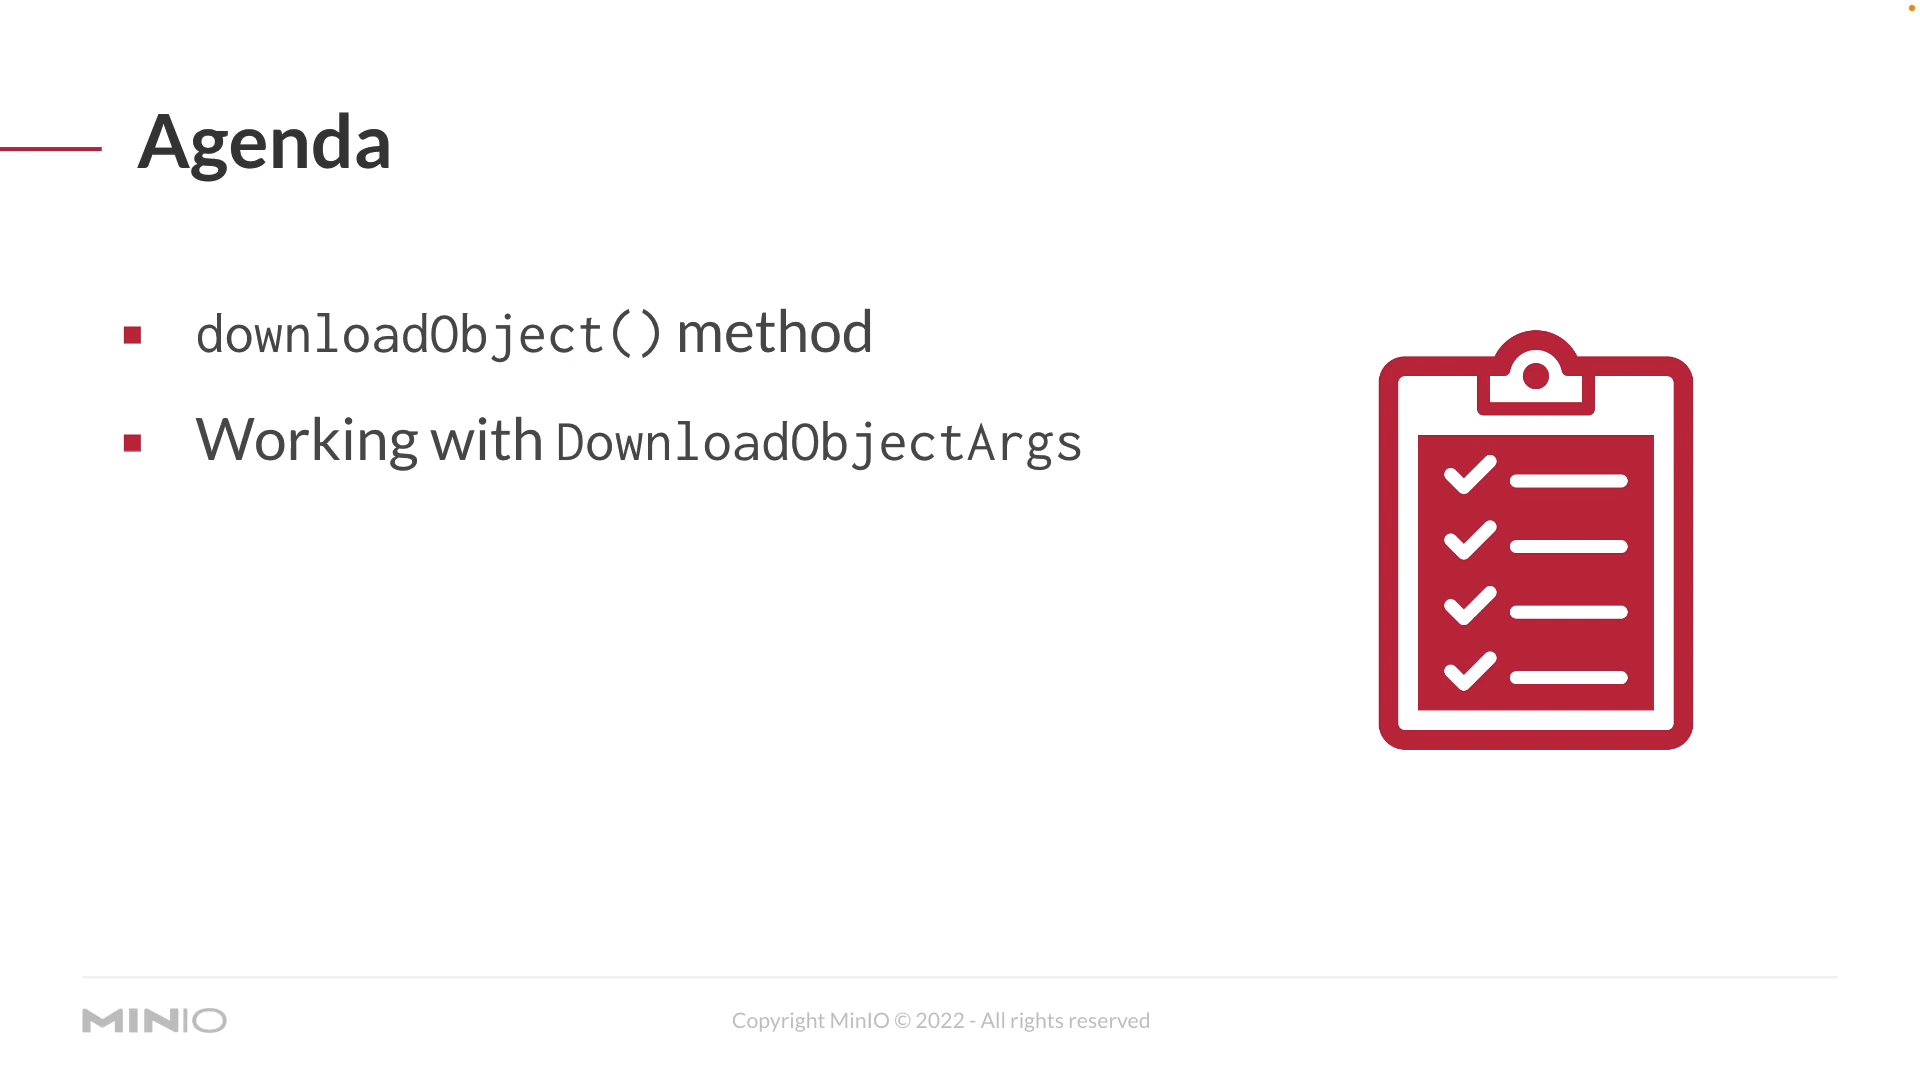 Agenda
downloadObject() method
Working with DownloadObjectArgs
MINIO
Copyright MinIO © 2022 - All rights reserved